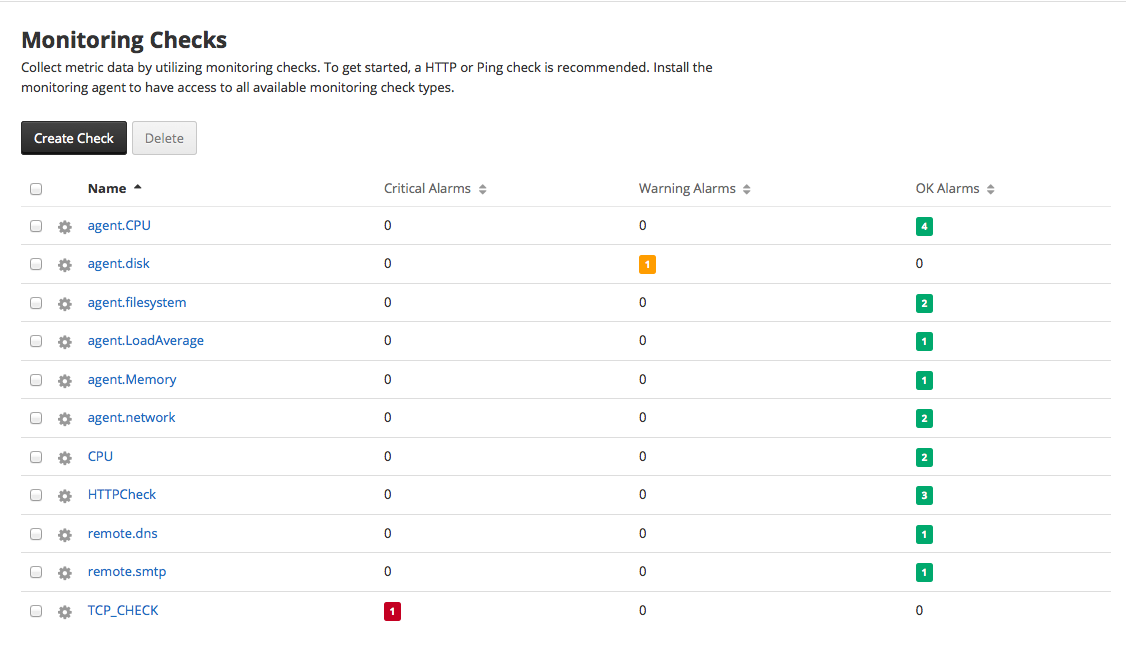 Monitoring Checks
Collect metric data by utilizing monitoring checks. To get started, a HTTP or Ping check is recommended. Install the
monitoring agent to have access to all available monitoring check types.
Create Check Delete
Name Critical Alarms Warning Alarms OK Alarms
agent.CPU 0 0 4
agent.disk 0 1 0
agent.filesystem 0 0 2
agent.LoadAverage 0 0 1
agent.Memory 0 0 1
agent.network 0 0 2
CPU 0 0 2
HTTPCheck 0 0 3
remote.dns 0 0 1
remote.smtp 0 0 1
TCP_CHECK 1 0 0